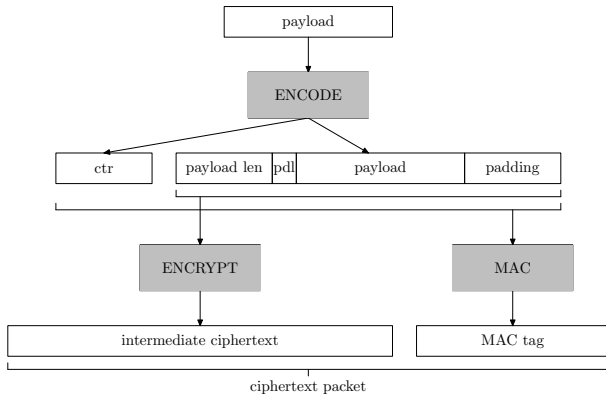 payload
ENCODE
ctr
payload len
pdl
payload
padding
ENCRYPT
MAC
intermediate ciphertext
MAC tag
ciphertext packet